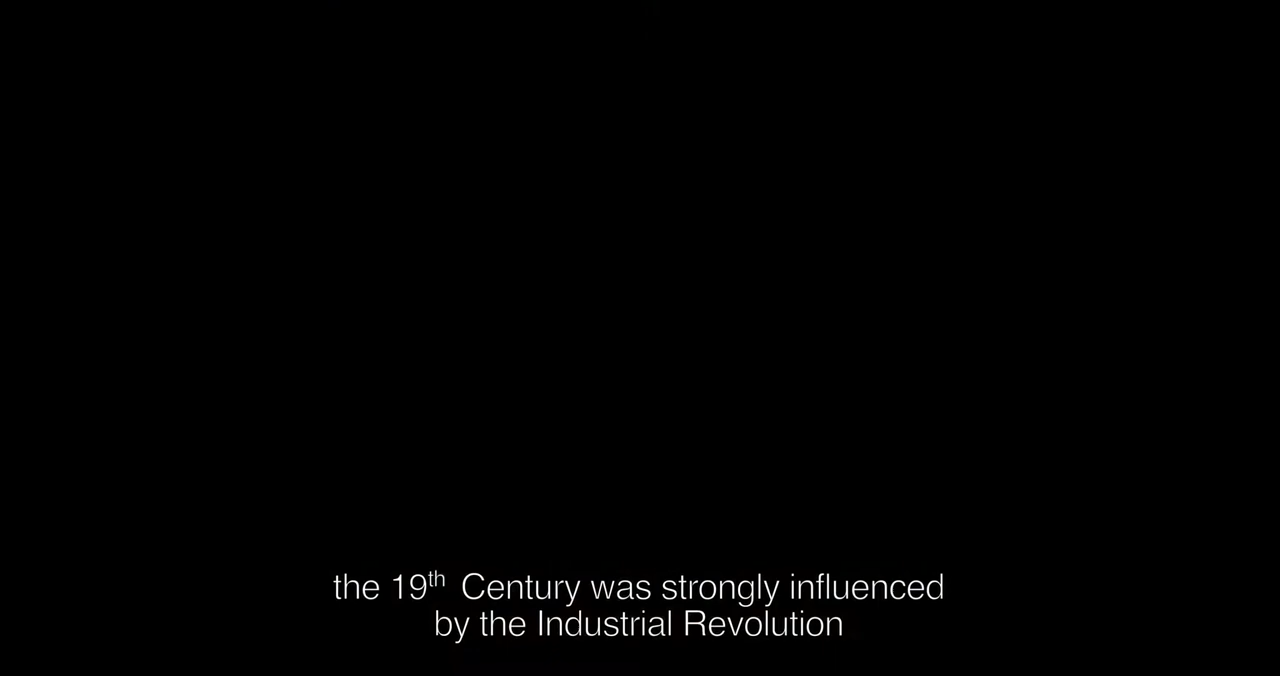 the 19th Century was strongly influenced
by the Industrial Revolution